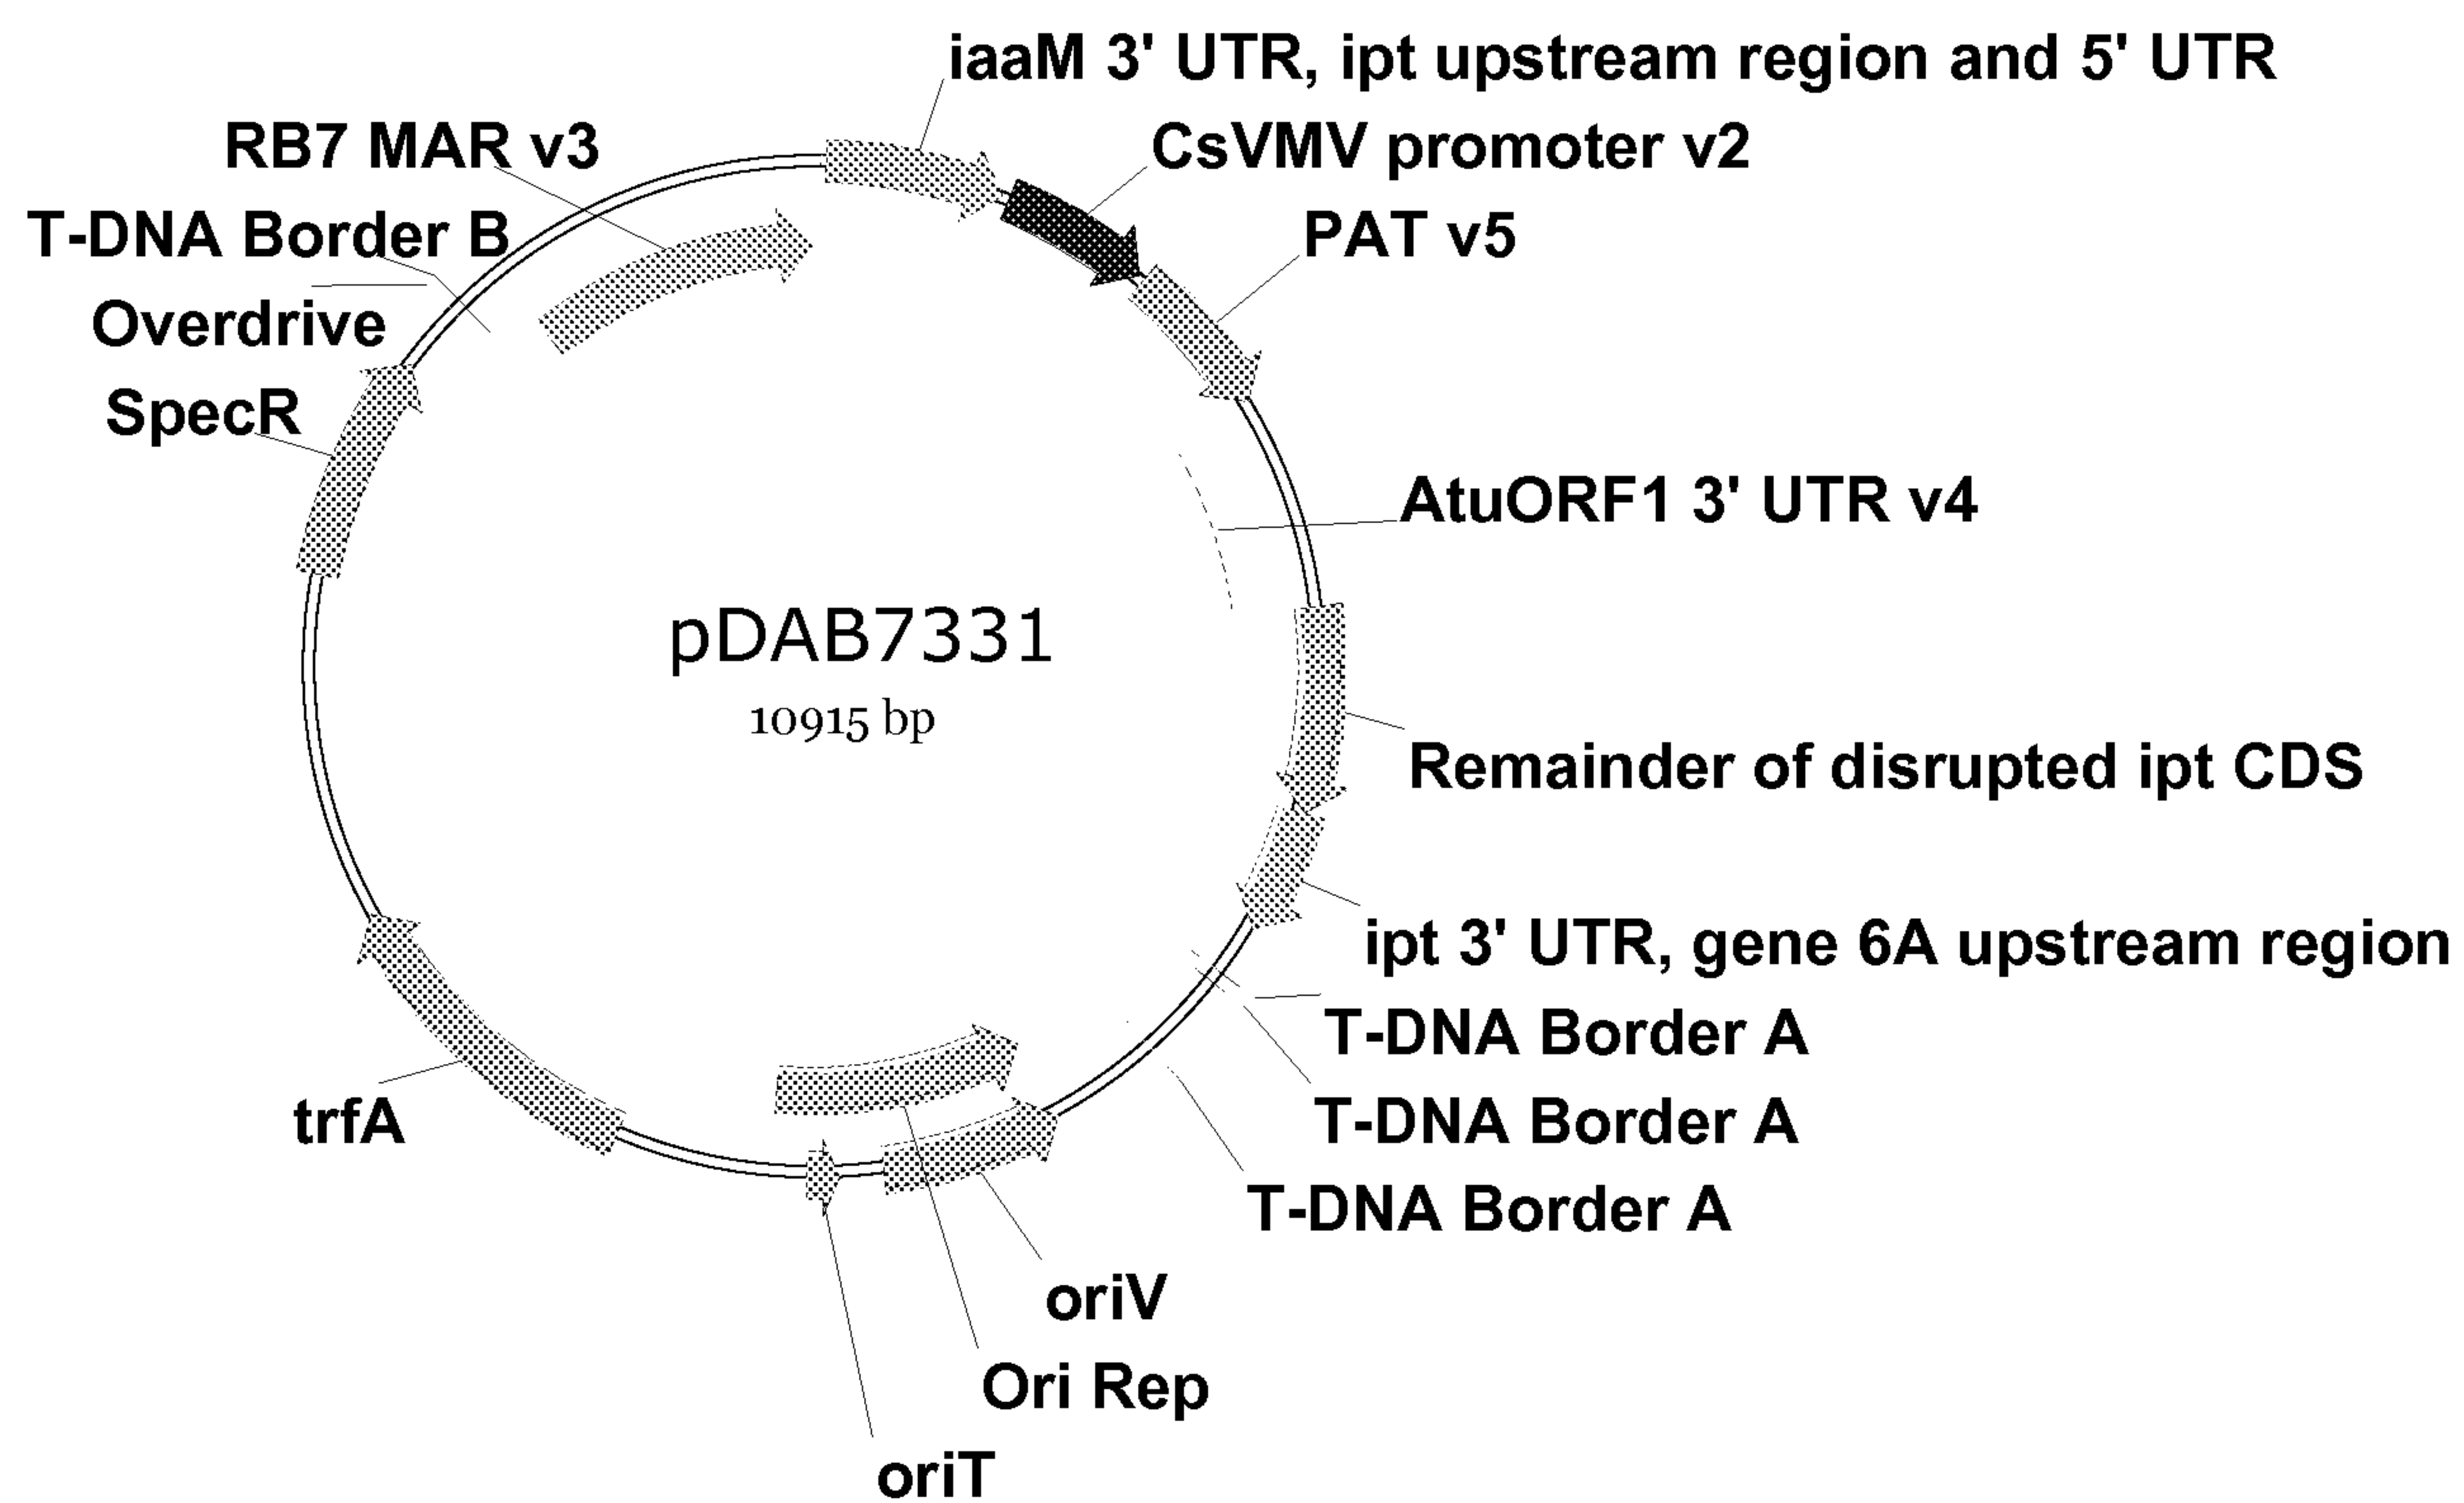 iaaM 3' UTR, ipt upstream region and 5' UTR
RB7 MAR v3
CsVMV promoter v2
T-DNA Border B
PAT v5
Overdrive
SpecR
AtuORF1 3' UTR v4
pDAB7331
10915 bp
Remainder of disrupted ipt CDS
ipt 3' UTR, gene 6A upstream region
T-DNA Border A
T-DNA Border A
trfA
T-DNA Border A
oriV
Ori Rep
oriT